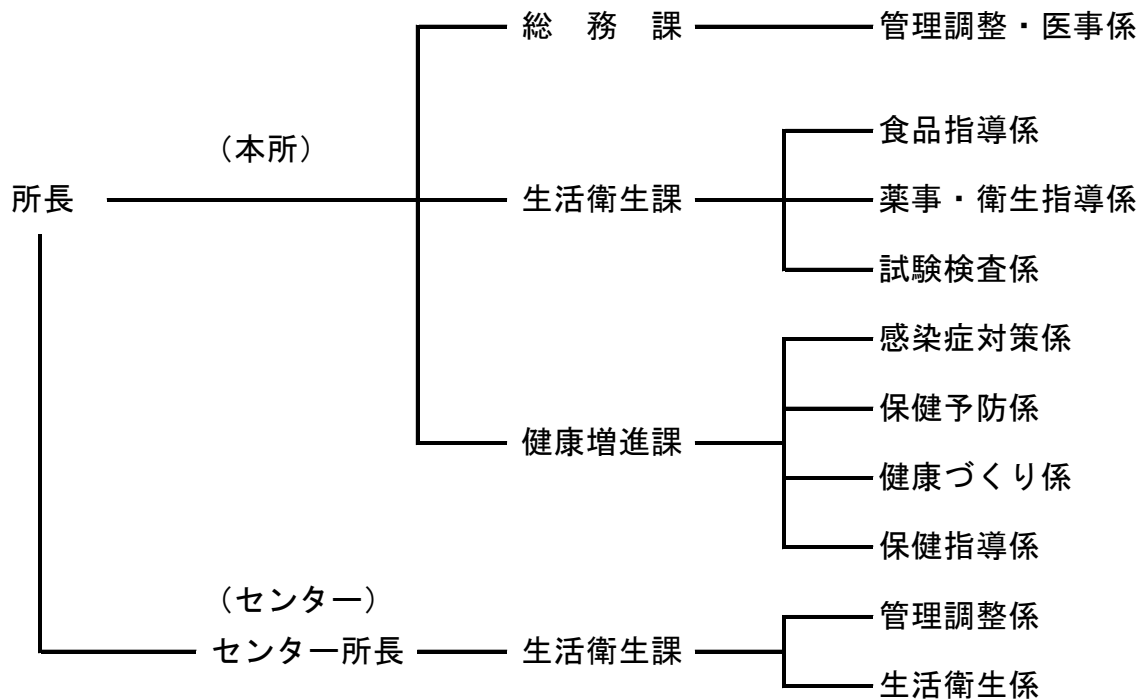 総　務　課　管理調整・医事係
食品指導係
（本所）
所長　生活衛生課　薬事・衛生指導係
試験検査係
感染症対策係
保健予防係
健康増進課
健康づくり係
保健指導係
（センター）
管理調整係
センター所長　生活衛生課
生活衛生係